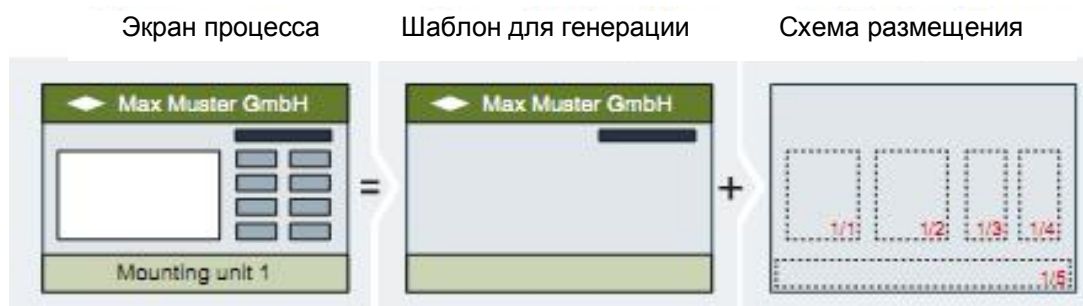 Экран процесса
Шаблон для генерации
Схема размещения
Max Muster GmbH
Max Muster GmbH
=
+
1/1
1/2
1/3
1/4
Mounting unit 1
1/5